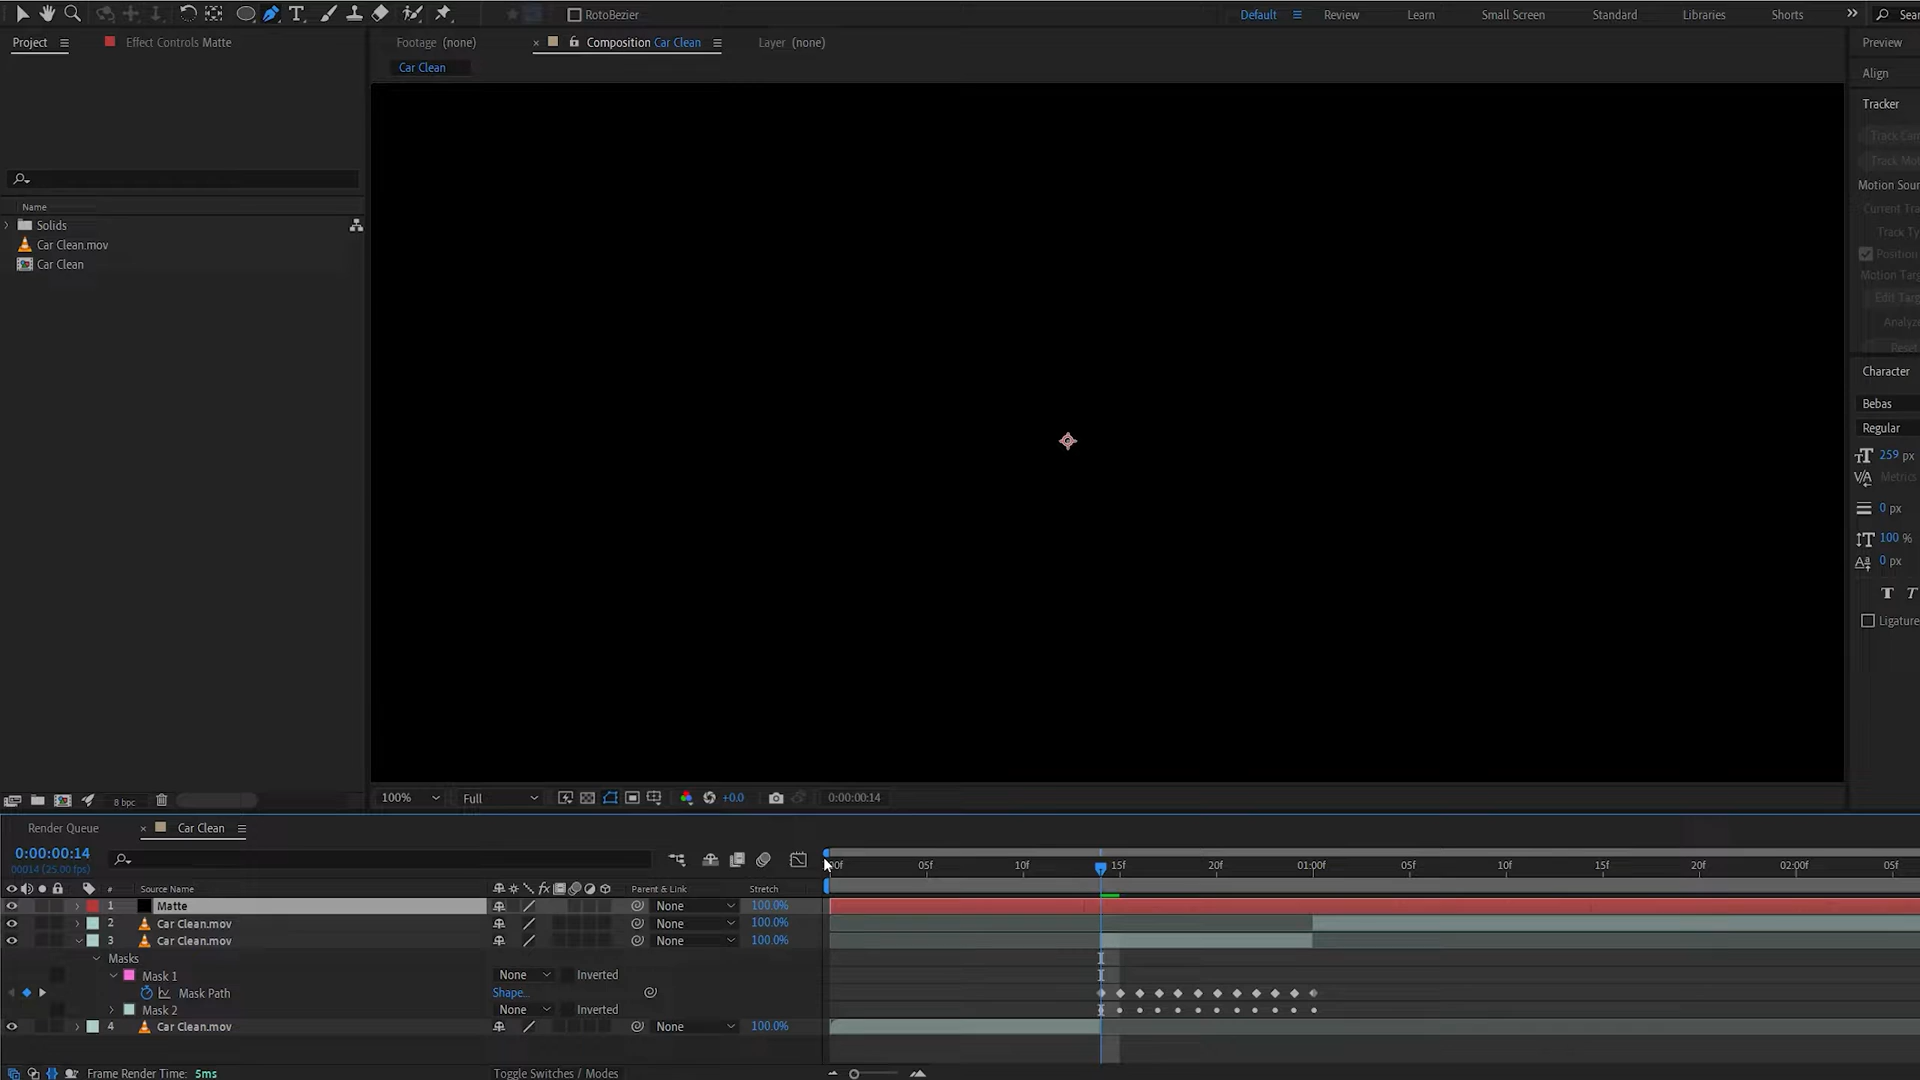 RotoBezier
Default
Review
Learn
Small Screen
Standard
Libraries
Shorts
Project
Effect Controls Matte
Footage (none)
Composition Car Clean
Layer (none)
Preview
Car Clean
Align
Tracker
Track Cam
Track Mot
Motion Sour
Current Tra
Track Ty
Position
Motion Targ
Edit Targ
Analyze
Reset
Name
Solids
Car Clean.mov
Car Clean
Character
Bebas
Regular
259 px
Metrics
0 px
100 %
0 px
T T
Ligature
8 bpc
100%
Full
+0.0
0:00:00:14
Render Queue
Car Clean
0:00:00:14
00014 (25.00 fps)
05f
10f
15f
20f
01:00f
05f
10f
15f
20f
02:00f
05f
#
Source Name
fx
Parent & Link
Stretch
1 Matte None 100.0%
2 Car Clean.mov None 100.0%
3 Car Clean.mov None 100.0%
Masks
Mask 1 None Inverted
Mask Path Shape...
Mask 2 None Inverted
4 Car Clean.mov None 100.0%
Frame Render Time: 5ms
Toggle Switches / Modes